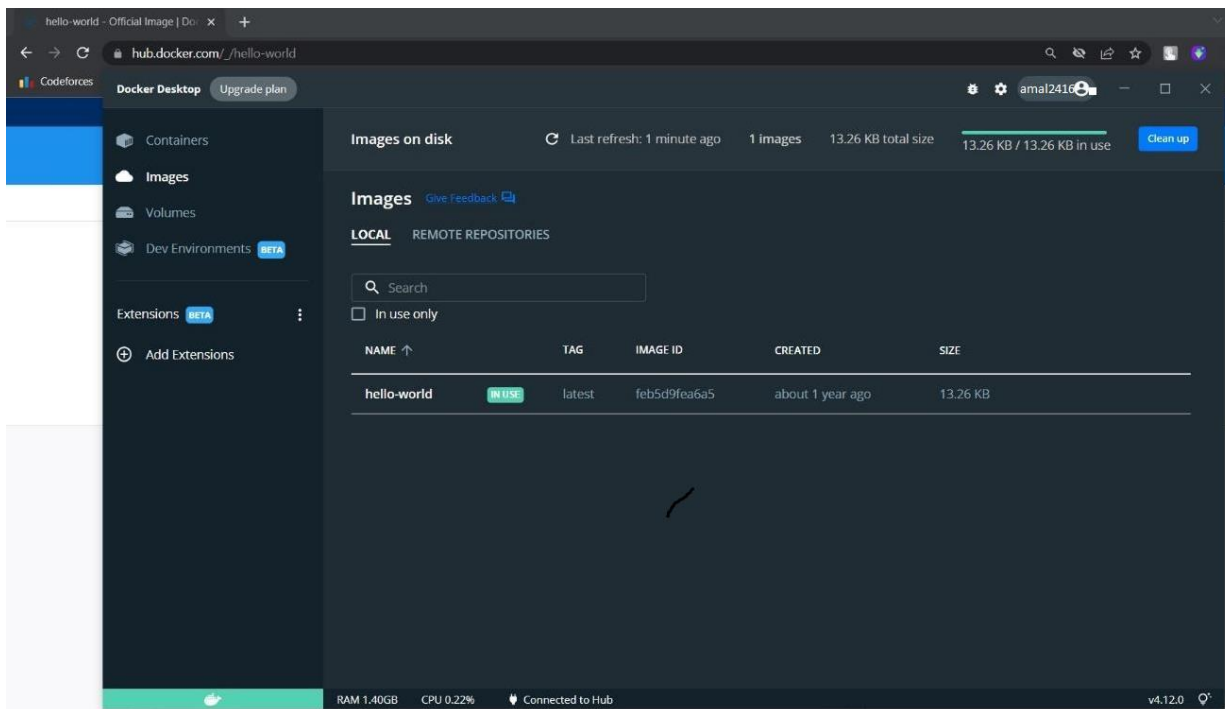 hello-world - Official Image | Do
hub.docker.com/_/hello-world
Codeforces
Docker Desktop Upgrade plan amal2416
Containers
Images
Volumes
Dev Environments BETA
Extensions BETA
Add Extensions
Images on disk Last refresh: 1 minute ago 1 images 13.26 KB total size 13.26 KB / 13.26 KB in use Clean up
Images Give Feedback
LOCAL REMOTE REPOSITORIES
Search
In use only
NAME TAG IMAGE ID CREATED SIZE
hello-world IN USE latest feb5d9fea6a5 about 1 year ago 13.26 KB
RAM 1.40GB CPU 0.22% Connected to Hub v4.12.0